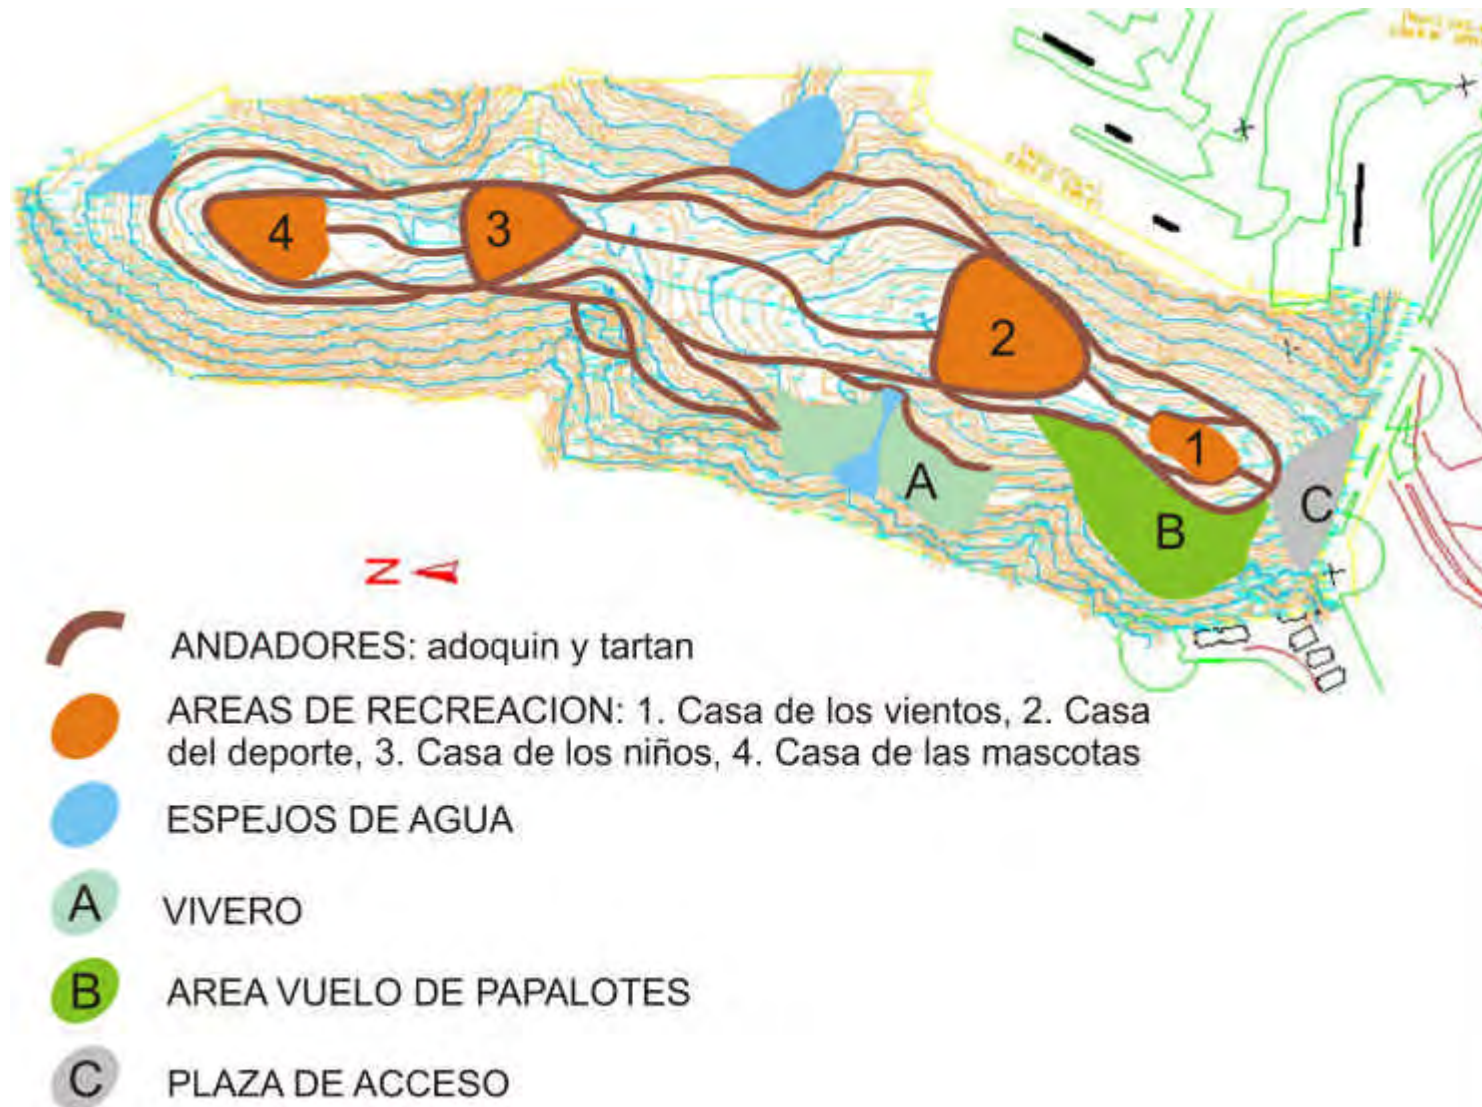 4
3
2
1
A
B
C
N
ANDADORES: adoquin y tartan
AREAS DE RECREACION: 1. Casa de los vientos, 2. Casa
del deporte, 3. Casa de los niños, 4. Casa de las mascotas
ESPEJOS DE AGUA
A VIVERO
B AREA VUELO DE PAPALOTES
C PLAZA DE ACCESO